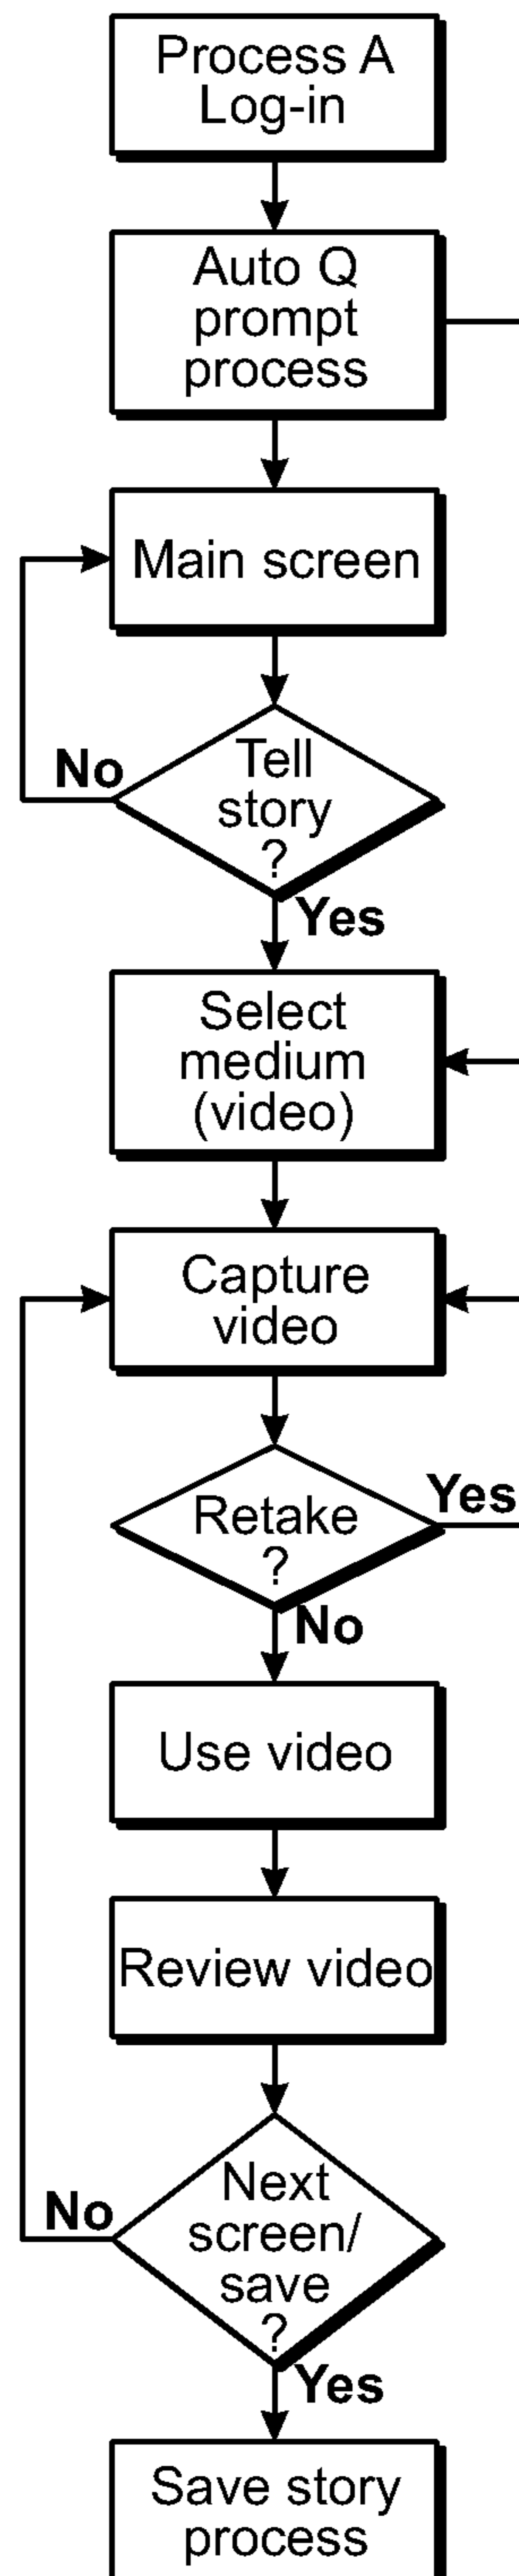 Process A
Log-in
Auto Q
prompt
process
Main screen
No
Tell
story
?
Yes
Select
medium
(video)
Capture
video
Yes
Retake
?
No
Use video
Review video
No
Next
screen/
save
?
Yes
Save story
process